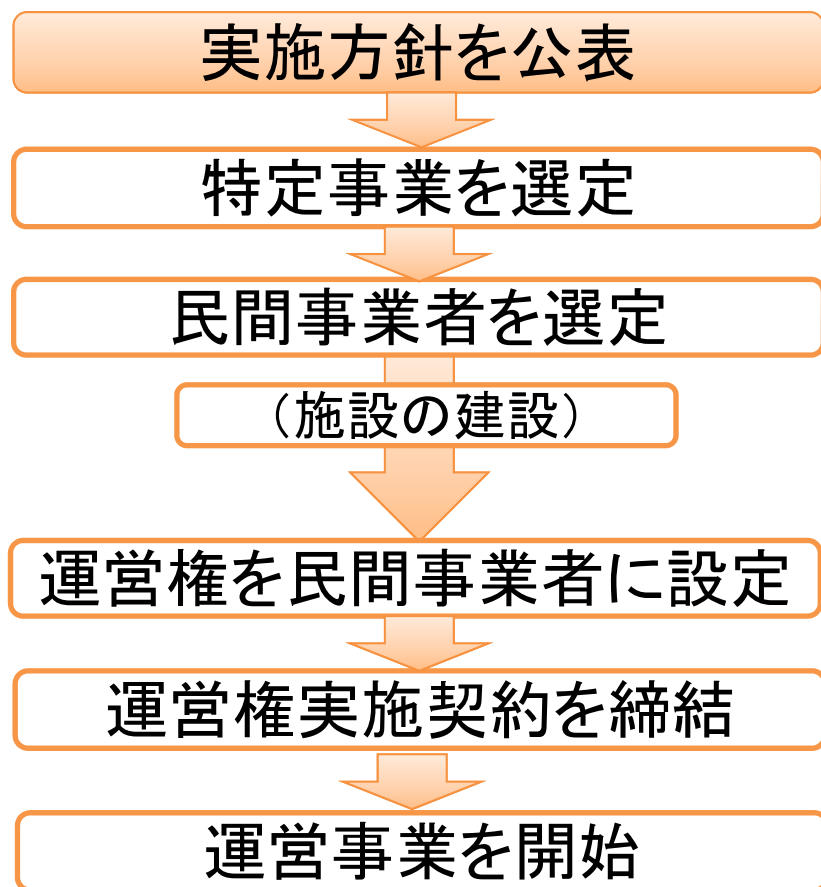 実施方針を公表
特定事業を選定
民間事業者を選定
（施設の建設）
運営権を民間事業者に設定
運営権実施契約を締結
運営事業を開始